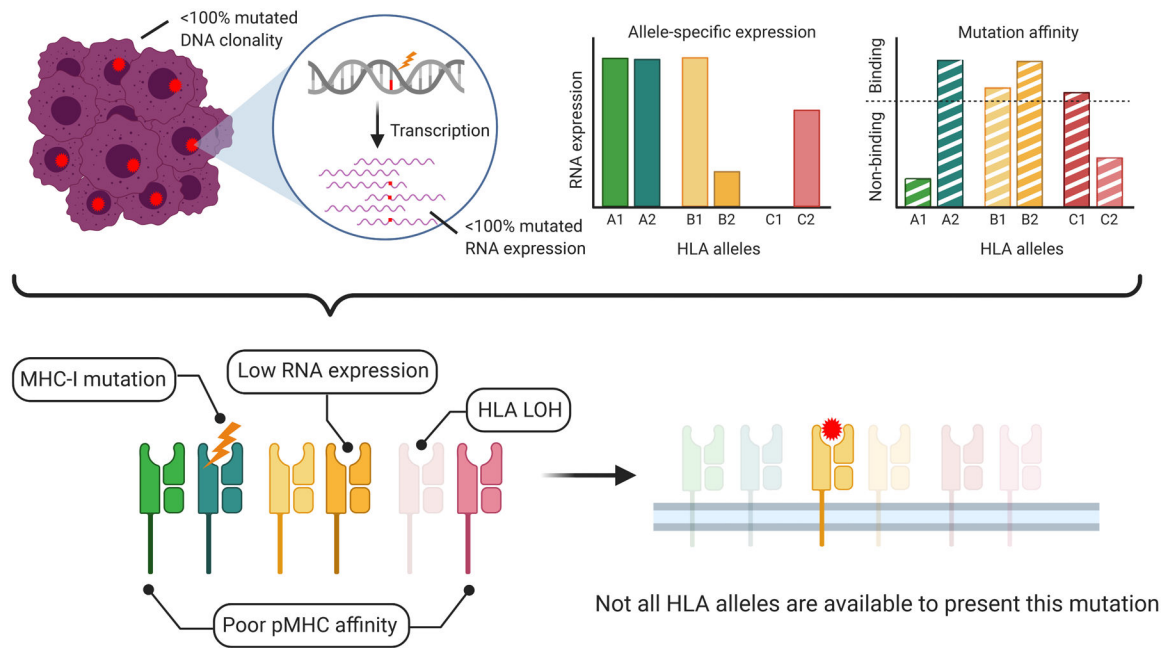 <100% mutated
DNA clonality
Transcription
<100% mutated
RNA expression
Allele-specific expression
RNA expression
A1 A2 B1 B2 C1 C2
HLA alleles
Mutation affinity
Non-binding Binding
A1 A2 B1 B2 C1 C2
HLA alleles
MHC-I mutation
Low RNA expression
HLA LOH
Poor pMHC affinity
Not all HLA alleles are available to present this mutation